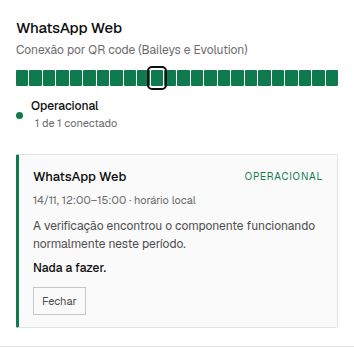 WhatsApp Web
Conexão por QR code (Baileys e Evolution)
Operacional
1 de 1 conectado
WhatsApp Web
OPERACIONAL
14/11, 12:00–15:00 · horário local
A verificação encontrou o componente funcionando
normalmente neste período.
Nada a fazer.
Fechar